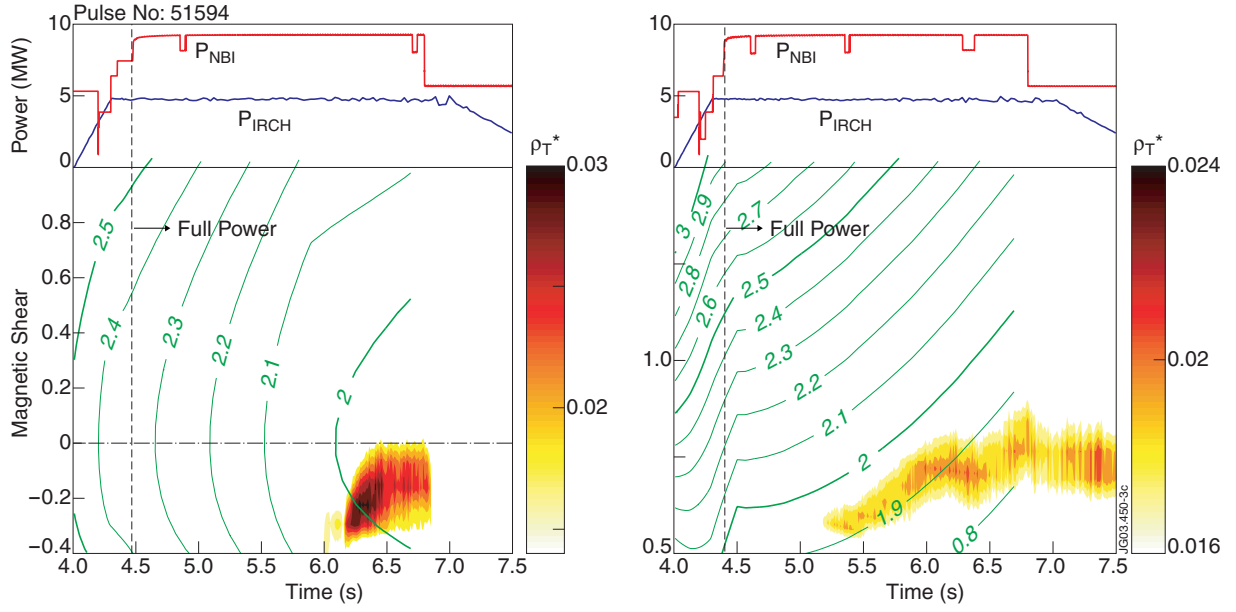 Pulse No: 51594
10
Power (MW)
5
0
P_NBI
P_IRCH
ρ_T*
0.03
0.02
0.8
0.6
0.4
0.2
0
−0.2
−0.4
Magnetic Shear
2.5
2.4
2.3
2.2
2.1
2
Full Power
4.0 4.5 5.0 5.5 6.0 6.5 7.0 7.5
Time (s)
10
5
0
P_NBI
P_IRCH
ρ_T*
0.024
0.02
0.016
1.0
0.5
3
2.9
2.8
2.7
2.6
2.5
2.4
2.3
2.2
2.1
2
1.9
0.8
Full Power
4.0 4.5 5.0 5.5 6.0 6.5 7.0 7.5
Time (s)
JG03.450-3c